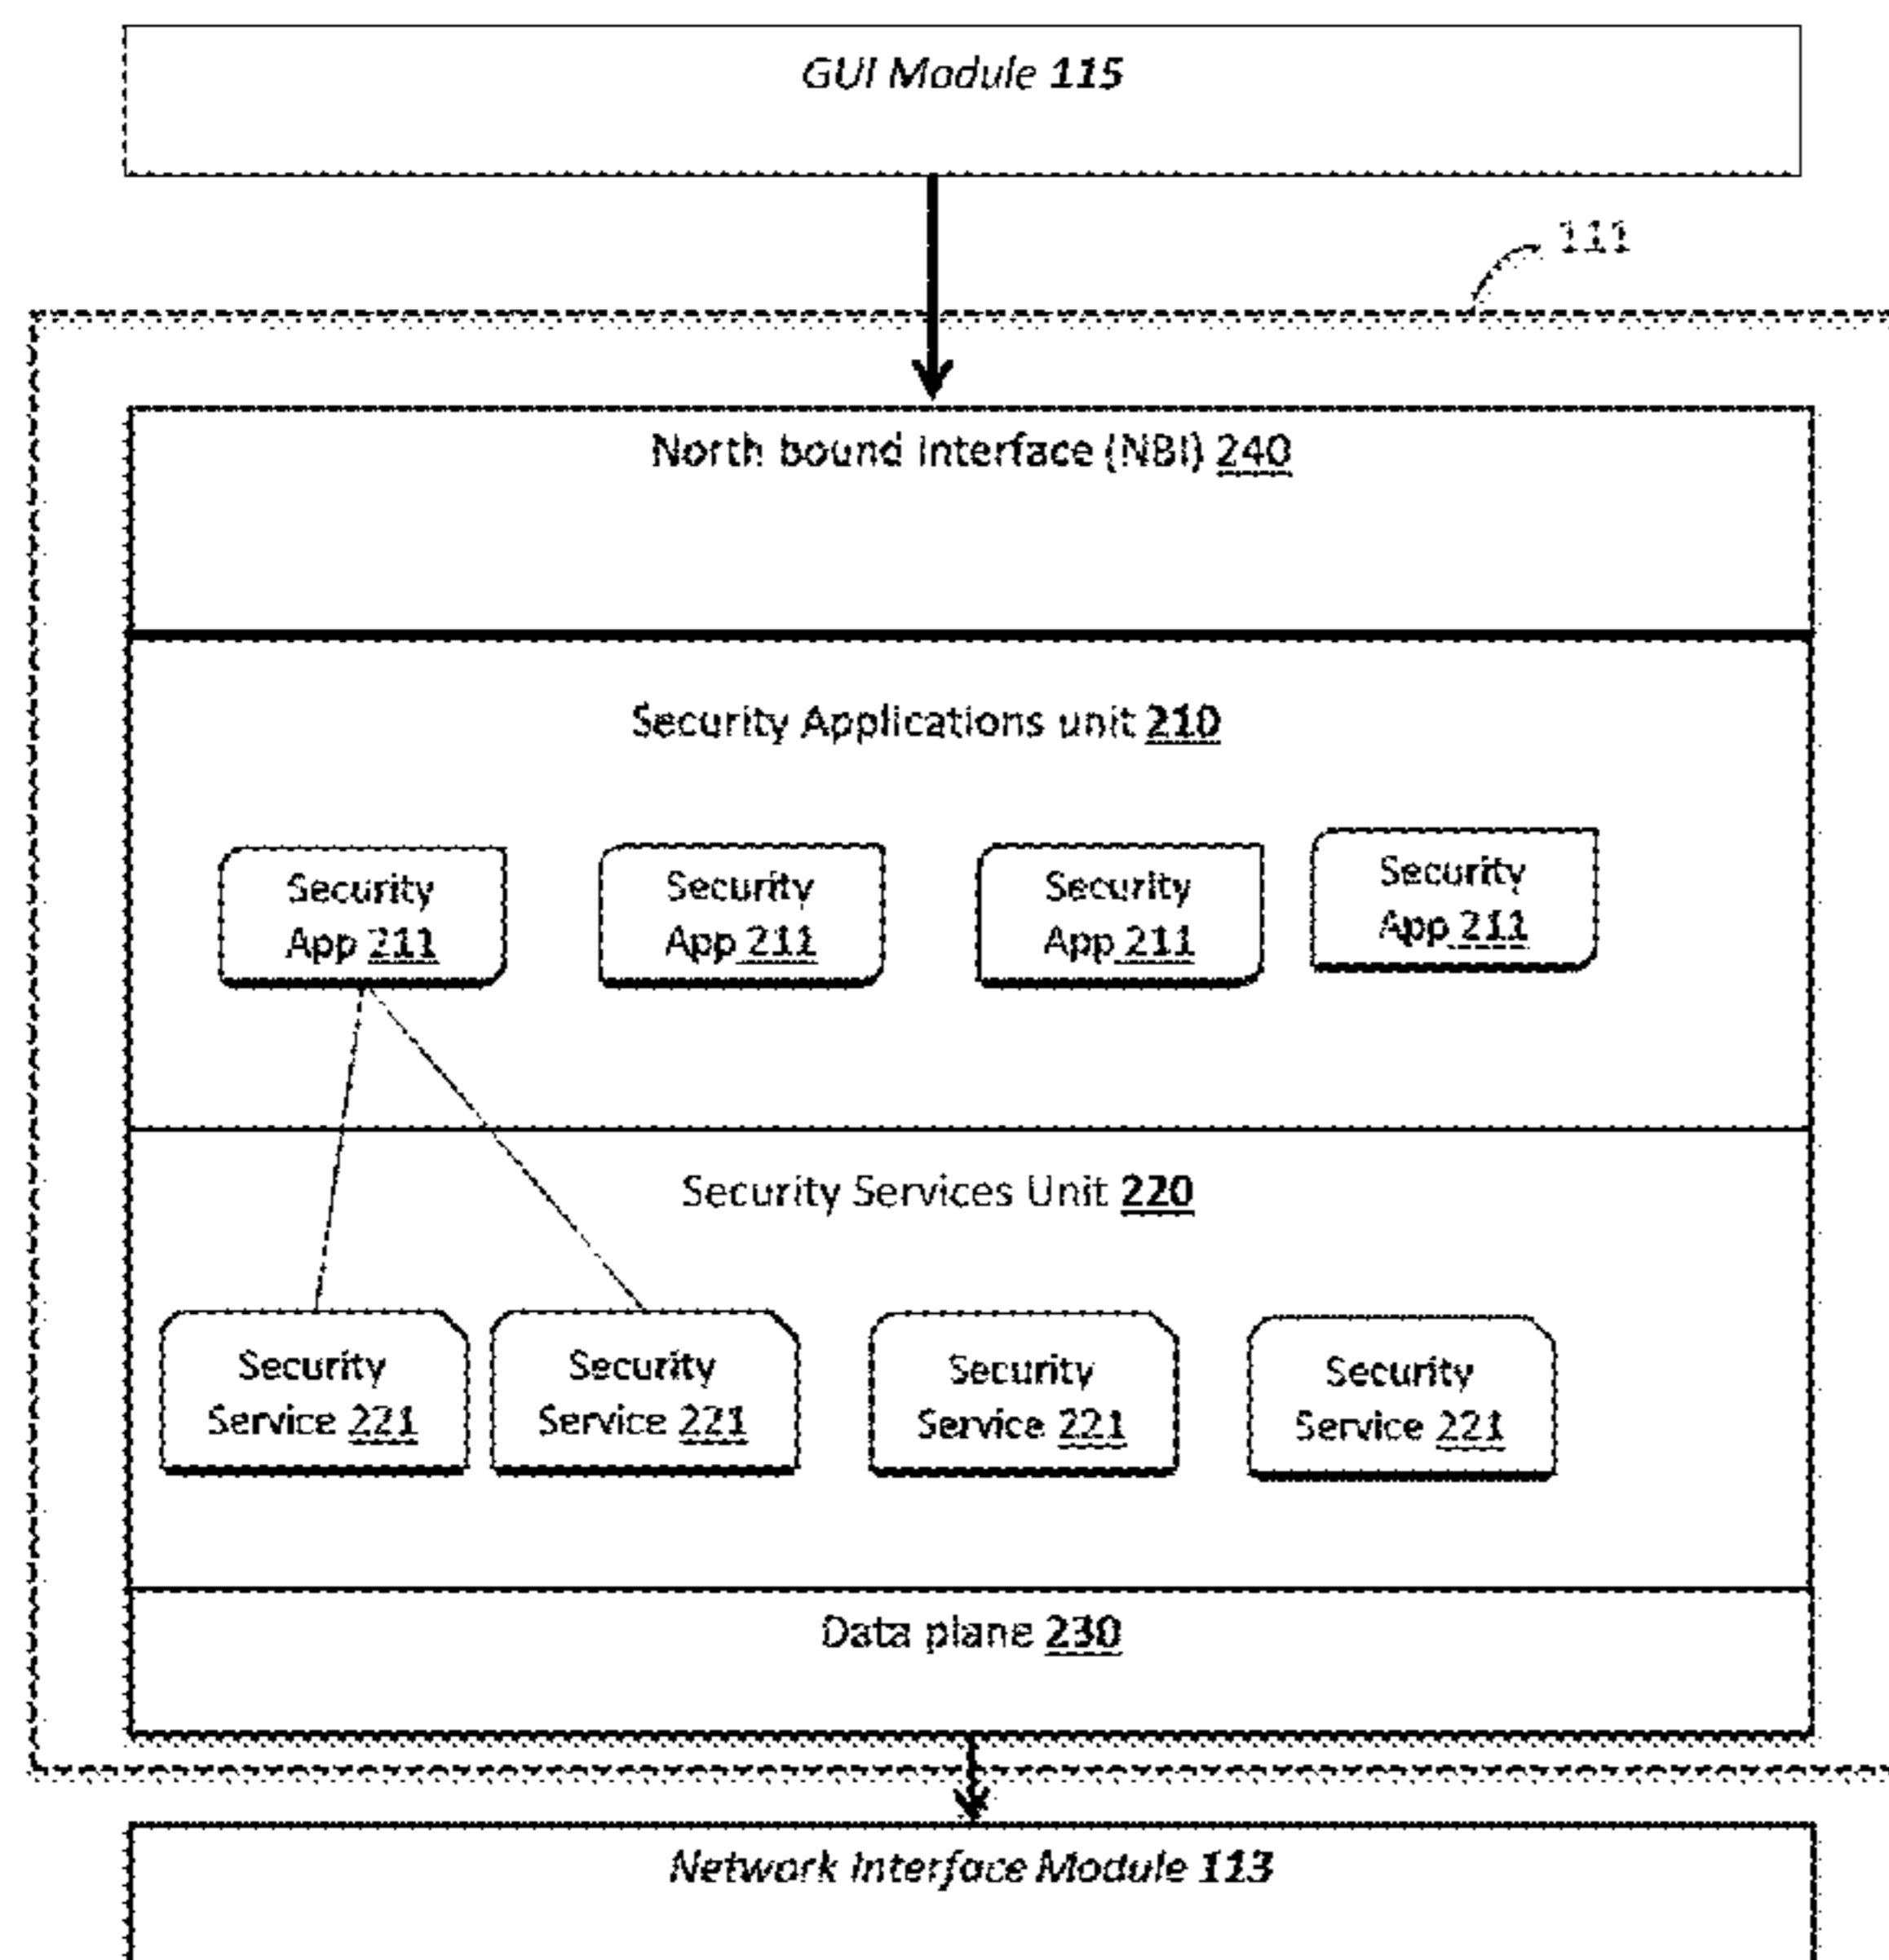 GUI Module 115
111
North bound Interface (NBI) 240
Security Applications unit 210
Security
App 211
Security
App 211
Security
App 211
Security
App 211
Security Services Unit 220
Security
Service 221
Security
Service 221
Security
Service 221
Security
Service 221
Data plane 230
Network Interface Module 113